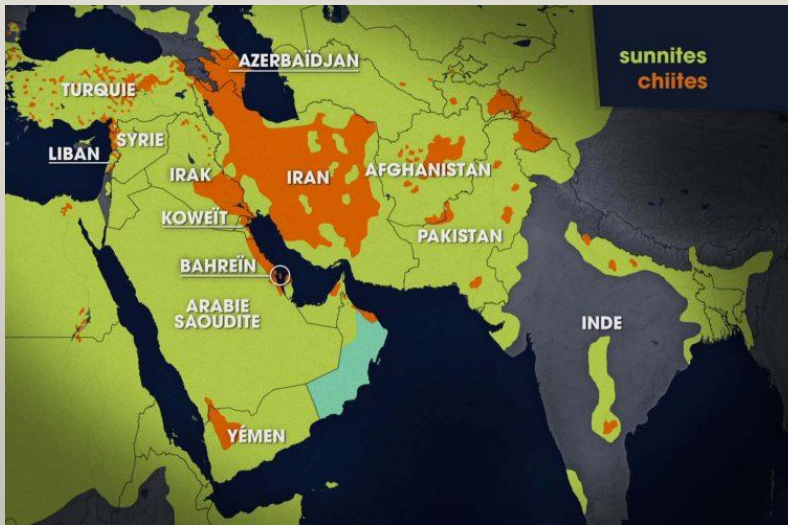 sunnites
chiites
AZERBAÏDJAN
TURQUIE
SYRIE
LIBAN
IRAK
IRAN
AFGHANISTAN
KOWEÏT
PAKISTAN
BAHREÏN
ARABIE
SAOUDITE
INDE
YÉMEN